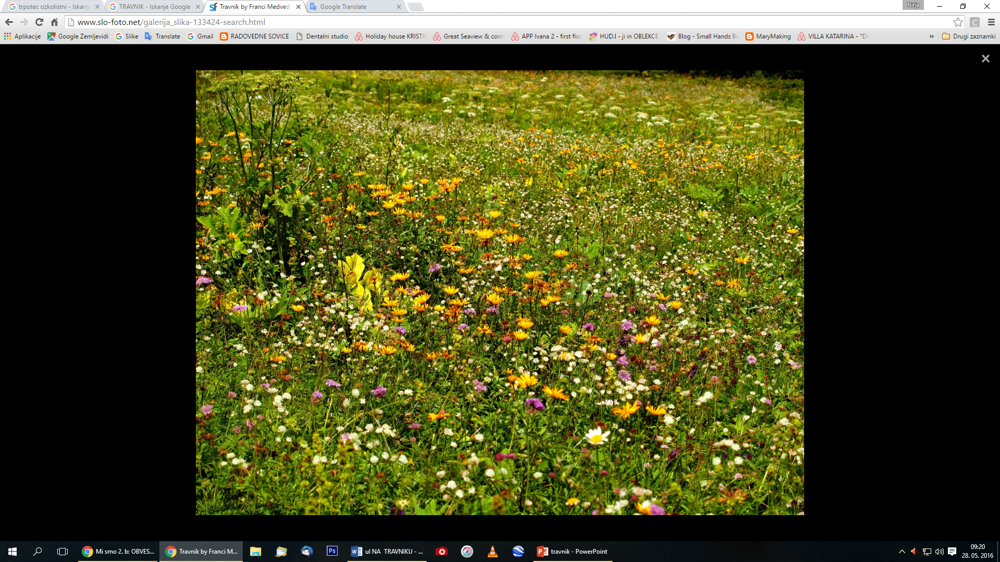 trpotec ozkolistni - Iskanje
TRAVNIK - Iskanje Google
Travnik by Franci Medved
Google Translate
Nirja
www.slo-foto.net/galerija_slika-133424-search.html
Aplikacije
Google Zemljevidi
Slike
Translate
Gmail
RADOVEDNE SOVICE
Dentalni studio
Holiday house KRISTI
Great Seaview & com
APP Ivana 2 - first floo
HUD.I - ji in OBLEKCE
Blog - Small Hands Bi
MaryMaking
VILLA KATARINA - "D
» Drugi zaznamki
Mi smo 2. b: OBVES...
Travnik by Franci M...
Ps
ul NA TRAVNIKU - ...
travnik - PowerPoint
09:20
28. 05. 2016